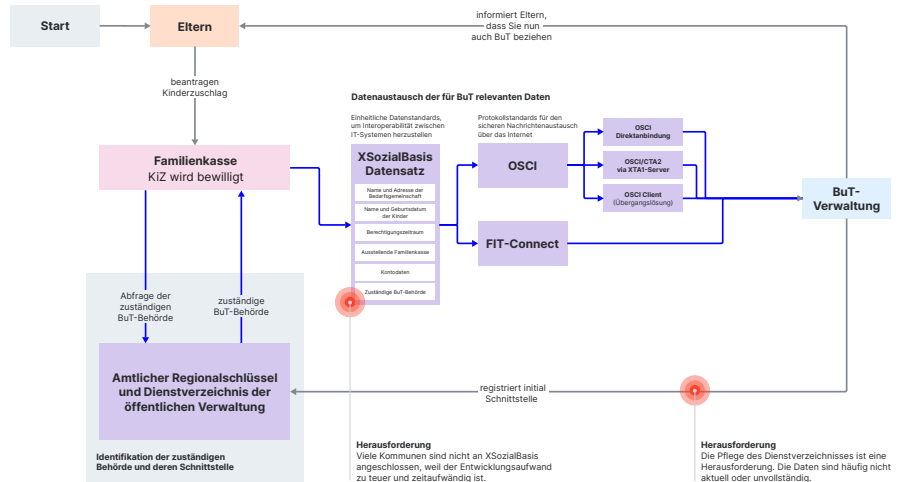 Start
Eltern
informiert Eltern,
dass Sie nun
auch BuT beziehen
beantragen
Kinderzuschlag
Datenaustausch der für BuT relevanten Daten
Einheitliche Datenstandards,
um Interoperabilität zwischen
IT-Systemen herzustellen
Protokollstandards für den
sicheren Nachrichtenaustausch
über das Internet
Familienkasse
KiZ wird bewilligt
XSozialBasis
Datensatz
Name und Adresse der
Bedarfsgemeinschaft
Name und Geburtsdatum
der Kinder
Berechtigungszeitraum
Ausstellende Familienkasse
Kontodaten
Zuständige BuT-Behörde
OSCI
FIT-Connect
OSCI
Direktanbindung
OSCI/CTA2
via XTA1-Server
OSCI Client
(Übergangslösung)
BuT-
Verwaltung
Abfrage der
zuständigen
BuT-Behörde
zuständige
BuT-Behörde
Amtlicher Regionalschlüssel
und Dienstverzeichnis der
öffentlichen Verwaltung
registriert initial
Schnittstelle
Identifikation der zuständigen
Behörde und deren Schnittstelle
Herausforderung
Viele Kommunen sind nicht an XSozialBasis
angeschlossen, weil der Entwicklungsaufwand
zu teuer und zeitaufwändig ist.
Herausforderung
Die Pflege des Dienstverzeichnisses ist eine
Herausforderung. Die Daten sind häufig nicht
aktuell oder unvollständig.